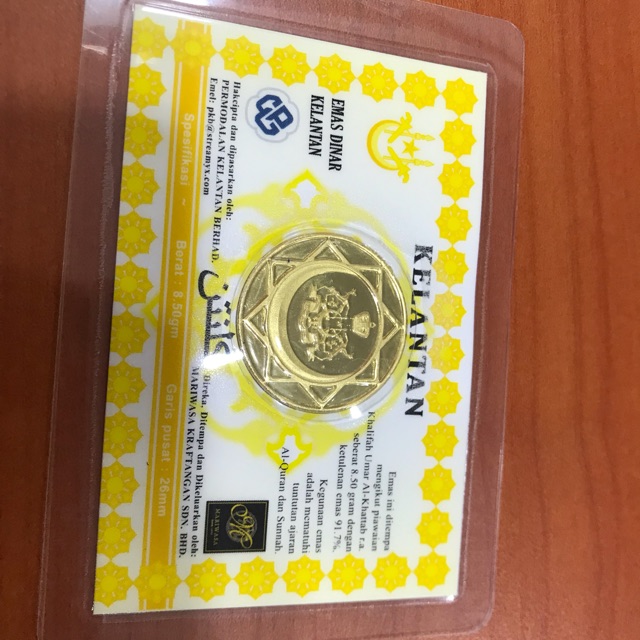 EMAS DINAR
KELANTAN
KELANTAN
Hakcipta dan dipasarkan oleh:
PERMODALAN KELANTAN BERHAD.
Emel: pkb@streamyx.com
Emas ini ditempa
mengikut piawaian
Khalifah Umar Al-Khattab r.a.
seberat 8.50 gram dengan
ketulenan emas 91.7%.
Kegunaan emas
adalah mematuhi
tuntutan ajaran
Al-Quran dan Sunnah.
Direka, Ditempa dan Dikeluarkan oleh:
MARIWASA KRAFTANGAN SDN. BHD.
MARIWASA
Spesifikasi ~ Berat : 8.50gm Garis pusat : 26mm